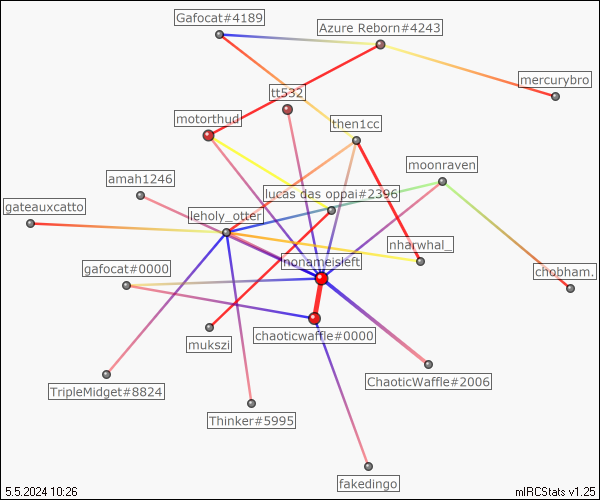 Gafocat#4189
Azure Reborn#4243
mercurybro
tt532
motorthud
then1cc
moonraven
amah1246
lucas das oppai#2396
gateauxcatto
leholy_otter
nharwhal_
nonameisleft
gafocat#0000
chobham.
chaoticwaffle#0000
mukszi
ChaoticWaffle#2006
TripleMidget#8824
Thinker#5995
fakedingo
5.5.2024 10:26
mIRCStats v1.25